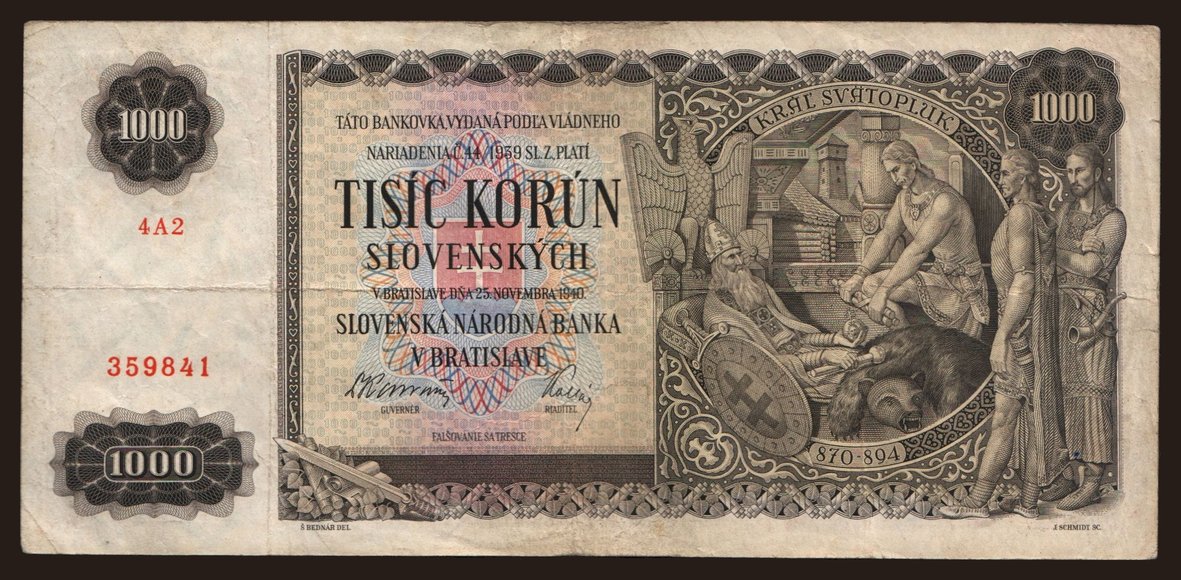 1000
4A2
359841
1000
TÁTO BANKOVKA, VYDANÁ PODĽA VLÁDNEHO
NARIADENIA Č. 44/1939 SL. Z. PLATÍ
TISÍC KORÚN
SLOVENSKÝCH
V BRATISLAVE DŇA 25. NOVEMBRA 1940.
SLOVENSKÁ NÁRODNÁ BANKA
V BRATISLAVE
GUVERNÉR
RIADITEĽ
FALŠOVANIE SA TRESCE
KRÁĽ SVÄTOPLUK
1000
870-894
Š BEDNÁR DEL.
J. SCHMIDT SC.